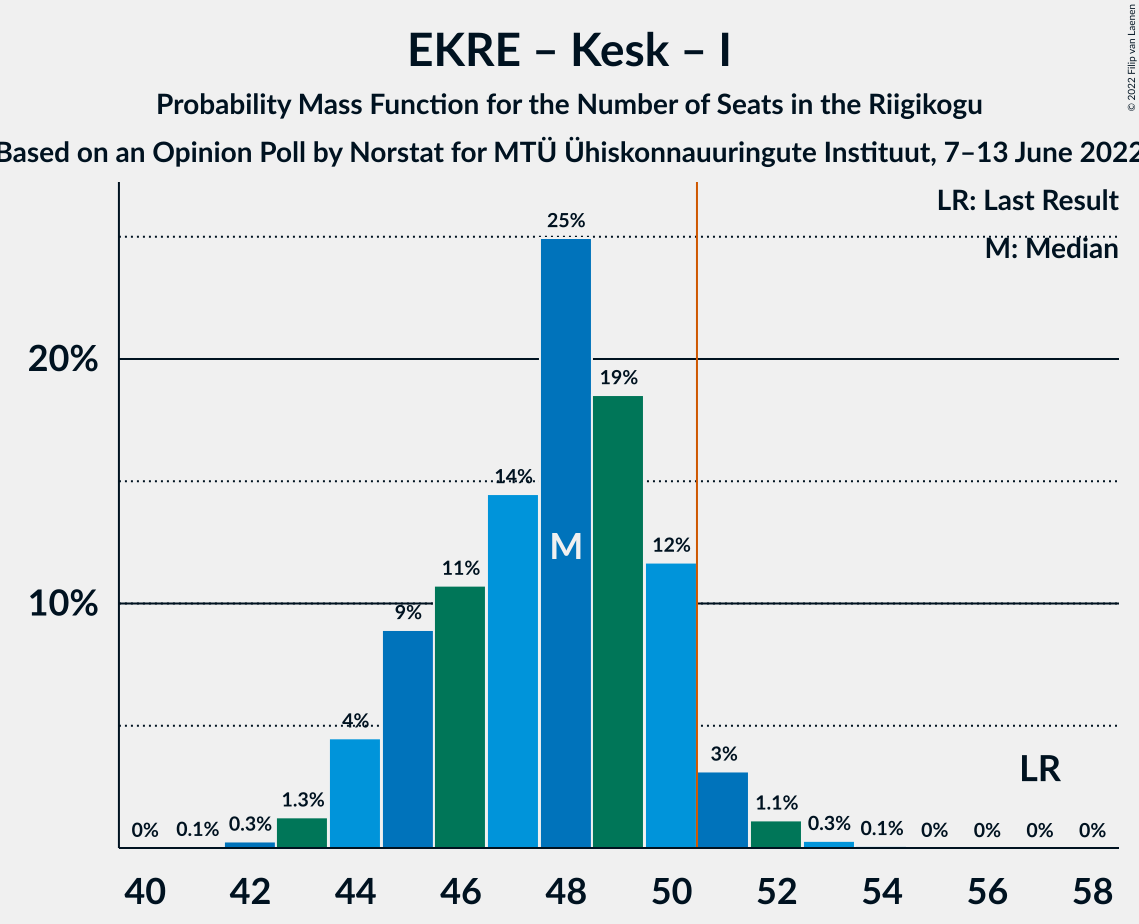 EKRE – Kesk – I
Probability Mass Function for the Number of Seats in the Riigikogu
Based on an Opinion Poll by Norstat for MTÜ Ühiskonnauuringute Instituut, 7–13 June 2022
© 2022 Filip van Laenen
LR: Last Result
M: Median
25%
20%
19%
14%
M
12%
11%
10%
9%
4%
3%
LR
1.3%
1.1%
0% 0.1% 0.3% 0.3% 0.1% 0% 0% 0% 0%
40 42 44 46 48 50 52 54 56 58